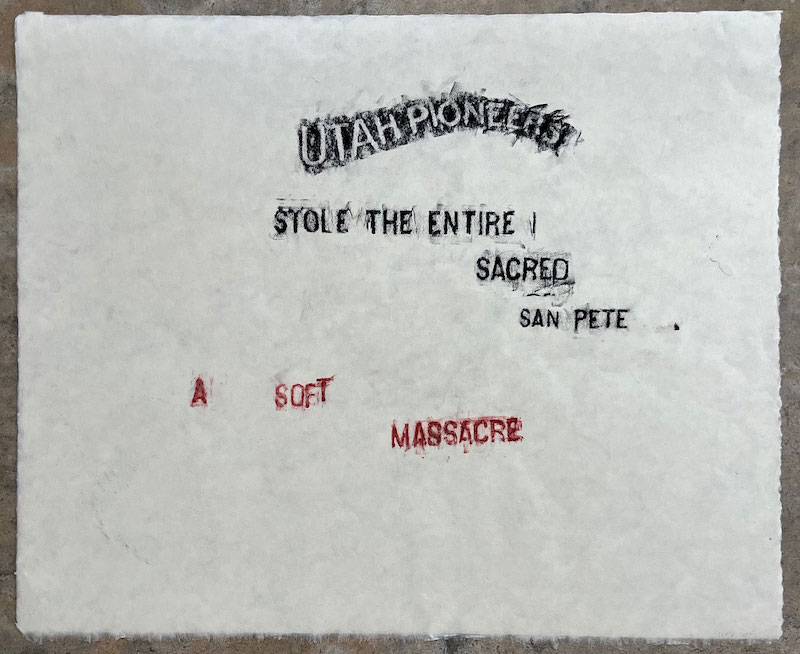 UTAH PIONEERS
STOLE THE ENTIRE
SACRED
SAN PETE .
A SOFT
MASSACRE